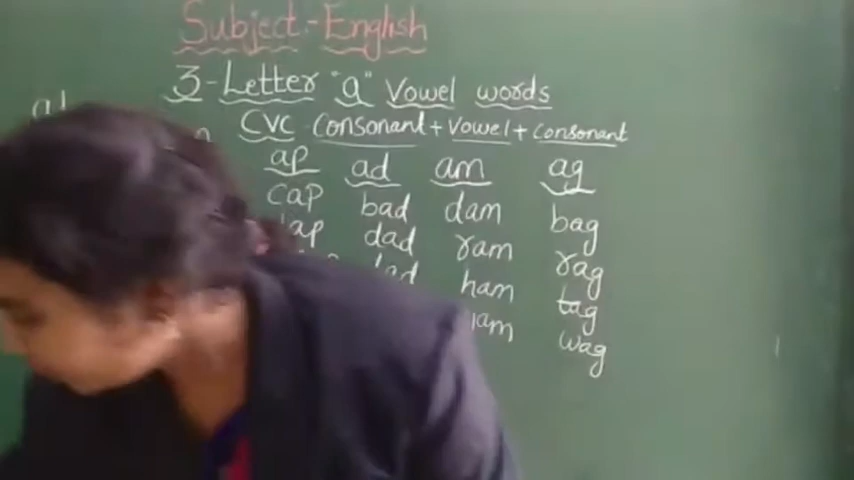 Subject - English
3-Letter "a" Vowel words
CVC - Consonant + Vowel + Consonant
ap ad am ag
cap bad dam bag
dad ram rag
ham tag
wag